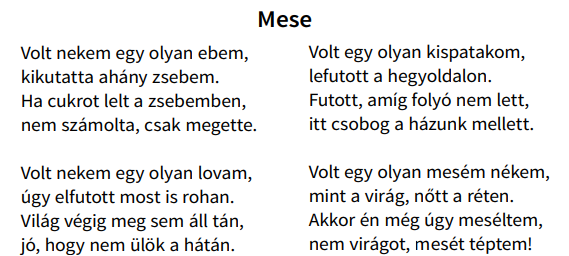 Mese
Volt nekem egy olyan ebem,
kikutatta ahány zsebem.
Ha cukrot lelt a zsebemben,
nem számolta, csak megette.
Volt nekem egy olyan lovam,
úgy elfutott most is rohan.
Világ végig meg sem áll tán,
jó, hogy nem ülök a hátán.
Volt egy olyan kispatakom,
lefutott a hegyoldalon.
Futott, amíg folyó nem lett,
itt csobog a házunk mellett.
Volt egy olyan mesém nékem,
mint a virág, nőtt a réten.
Akkor én még úgy meséltem,
nem virágot, mesét téptem!